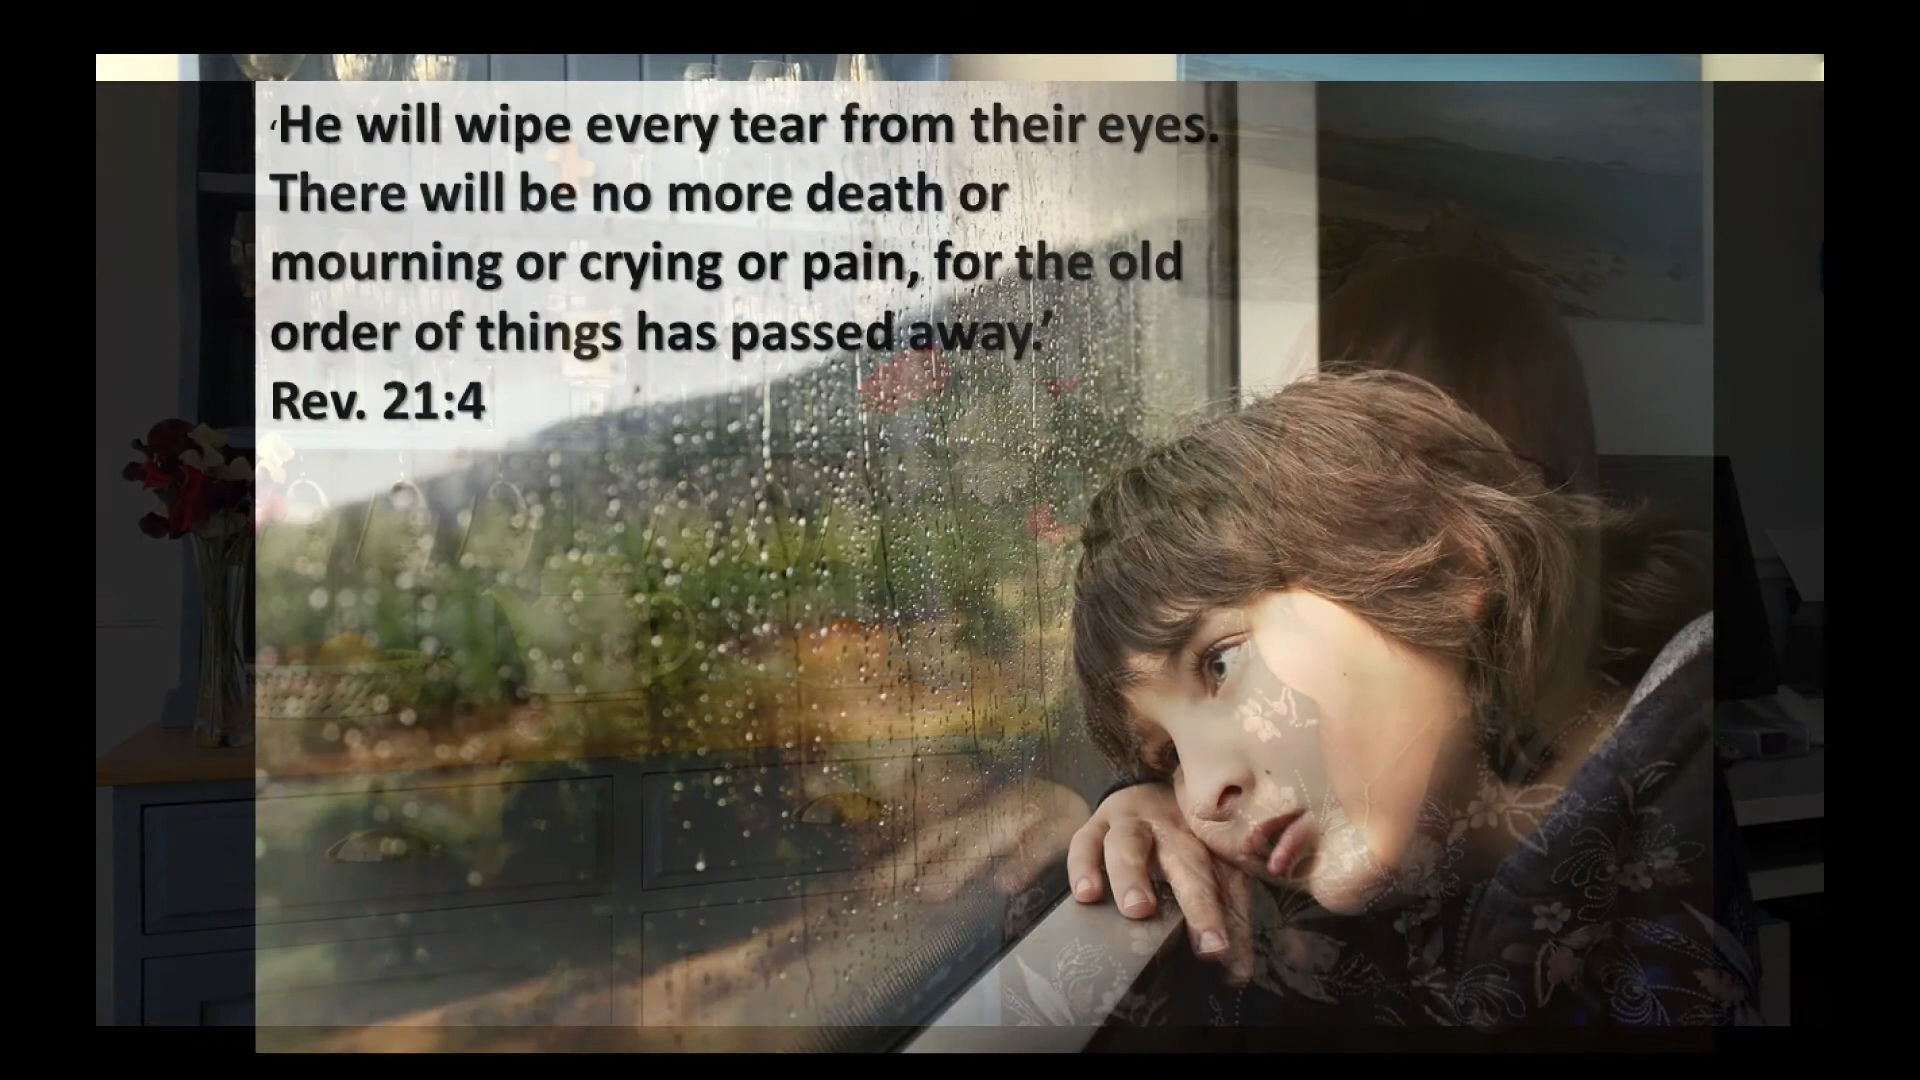 ‘He will wipe every tear from their eyes.
There will be no more death or
mourning or crying or pain, for the old
order of things has passed away.’
Rev. 21:4